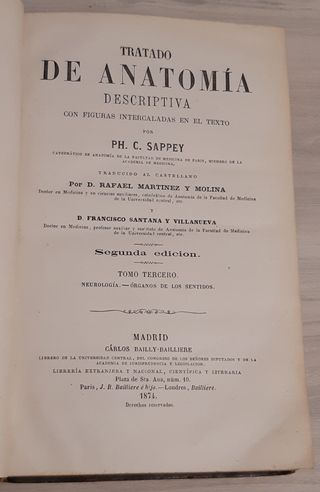 TRATADO
DE ANATOMÍA
DESCRIPTIVA
CON FIGURAS INTERCALADAS EN EL TEXTO
POR
PH. C. SAPPEY
CATEDRÁTICO DE ANATOMÍA DE LA FACULTAD DE MEDICINA DE PARIS, MIEMBRO DE LA
ACADEMIA DE MEDICINA,
TRADUCIDO AL CASTELLANO
Por D. RAFAEL MARTINEZ Y MOLINA
Doctor en Medicina y en ciencias auxiliares, catedrático de Anatomía de la Facultad de Medicina
de la Universidad central, etc.
Y
D. FRANCISCO SANTANA Y VILLANUEVA
Doctor en Medicina, profesor auxiliar y ayudante de Anatomía de la Facultad de Medicina
de la Universidad central, etc.
Segunda edicion.
TOMO TERCERO.
NEUROLOGÍA.—ÓRGANOS DE LOS SENTIDOS.
MADRID
CÁRLOS BAILLY-BAILLIERE
LIBRERO DE LA UNIVERSIDAD CENTRAL, DEL CONGRESO DE LOS SEÑORES DIPUTADOS Y DE LA
ACADEMIA DE JURISPRUDENCIA Y LEGISLACION.
LIBRERÍA EXTRANJERA Y NACIONAL, CIENTÍFICA Y LITERARIA
Plaza de Sta. Ana, núm. 10.
Paris, J. B. Bailliere é hijo.—Londres, Bailliere.
1874.
Derechos reservados.